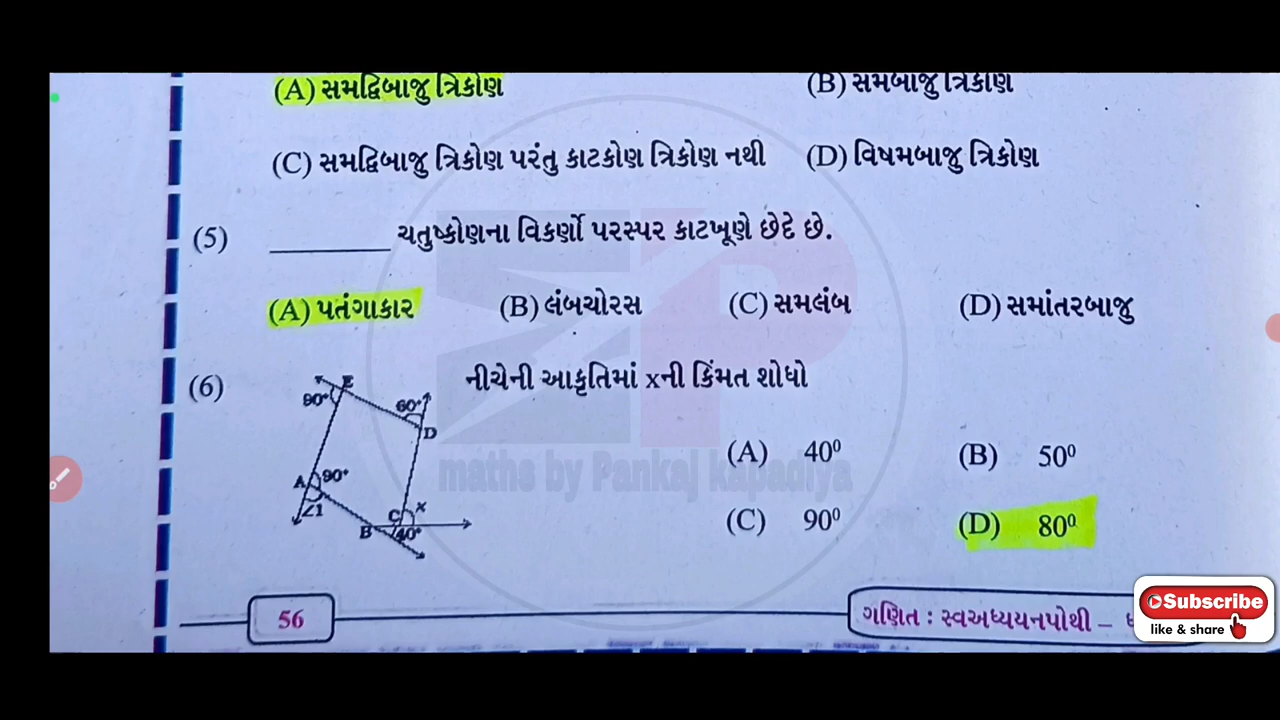 (A) સમદ્વિબાજુ ત્રિકોણ (B) સમબાજુ ત્રિકોણ
(C) સમદ્વિબાજુ ત્રિકોણ પરંતુ કાટકોણ ત્રિકોણ નથી (D) વિષમબાજુ ત્રિકોણ
(5) ________ ચતુષ્કોણના વિકર્ણો પરસ્પર કાટખૂણે છેદે છે.
(A) પતંગાકાર (B) લંબચોરસ (C) સમલંબ (D) સમાંતરબાજુ
(6) નીચેની આકૃતિમાં xની કિંમત શોધો
E
90°
60°
D
(A) 40⁰ (B) 50⁰
maths by Pankaj kapadiya
A 90°
∠1
C x
B 40°
(C) 90⁰ (D) 80⁰
56
ગણિત : સ્વઅધ્યયનપોથી –
Subscribe
like & share